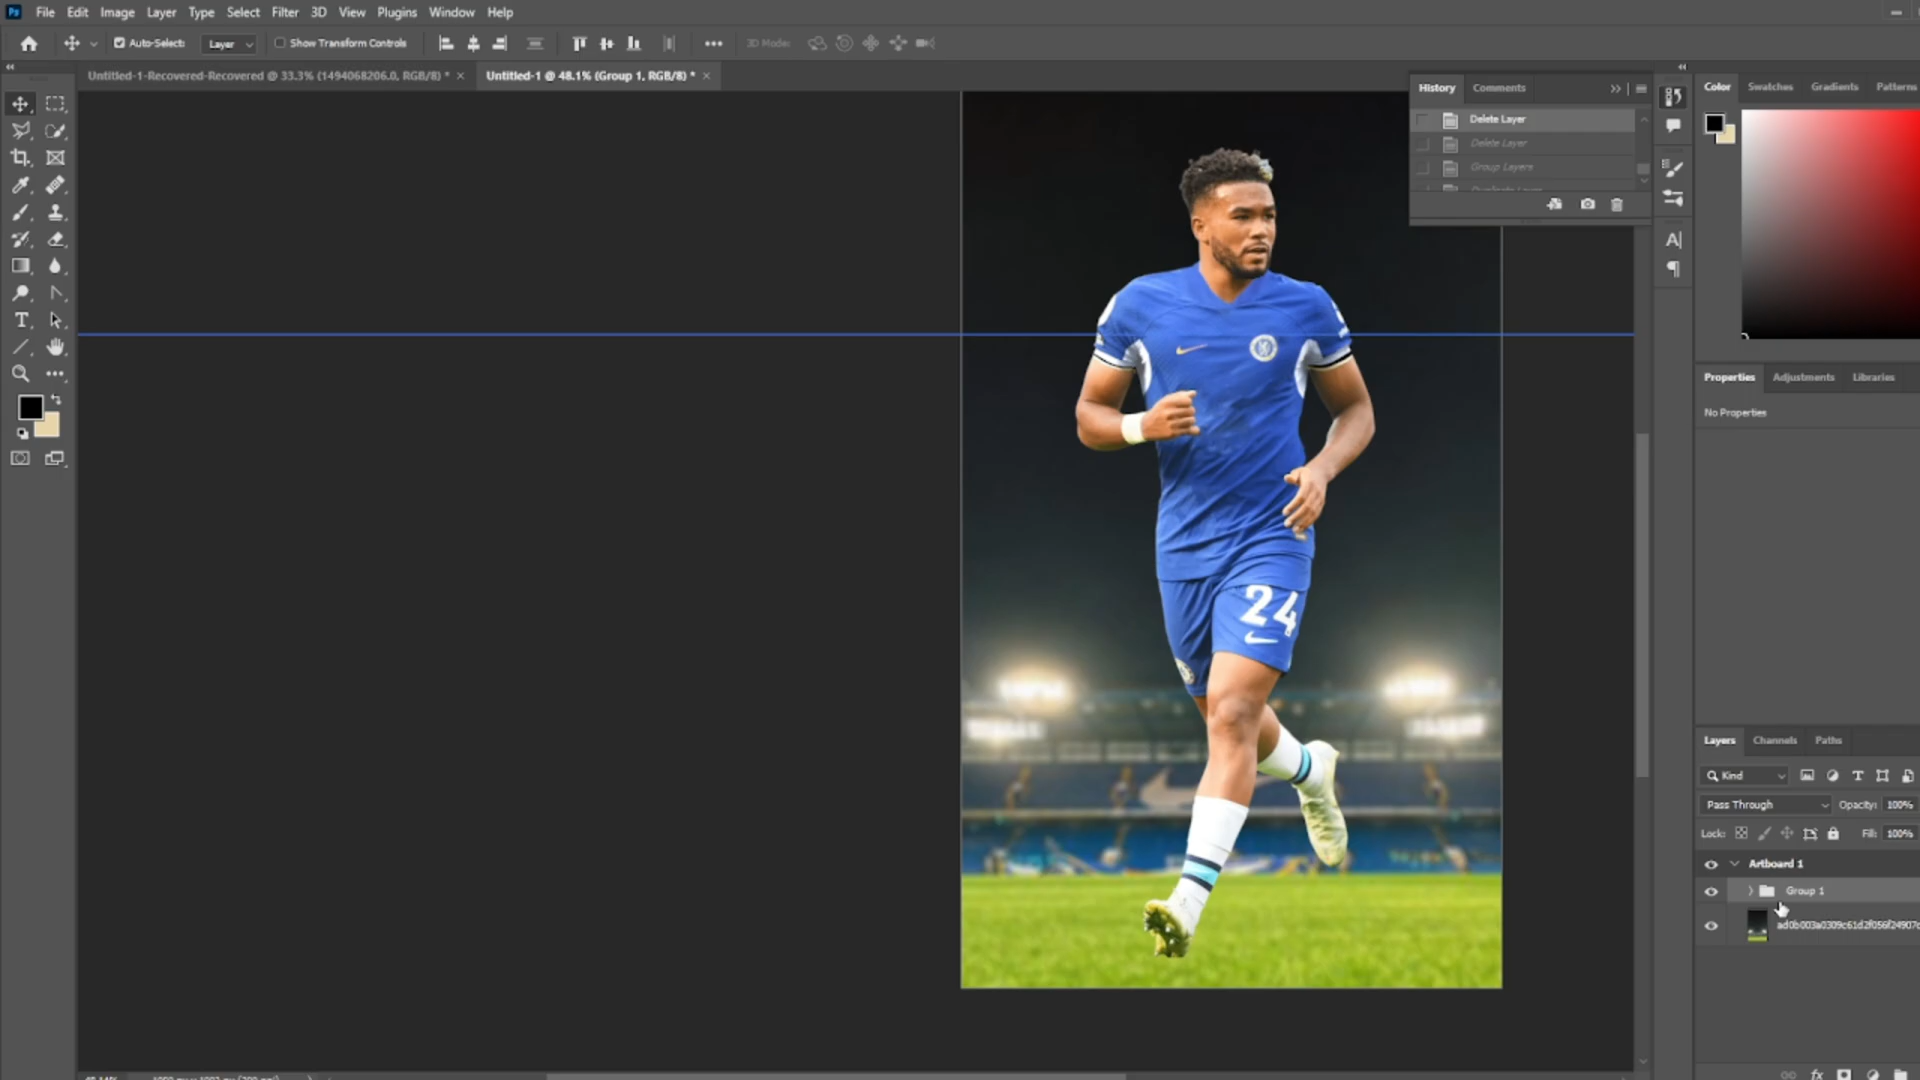 Ps File Edit Image Layer Type Select Filter 3D View Plugins Window Help
Auto-Select: Layer Show Transform Controls ••• 3D Mode:
Untitled-1-Recovered-Recovered @ 33.3% (1494068206.0, RGB/8) * × Untitled-1 @ 48.1% (Group 1, RGB/8) * ×
History Comments
Delete Layer
Delete Layer
Group Layers
Color Swatches Gradients Patterns
24
Properties Adjustments Libraries
No Properties
Layers Channels Paths
Kind
Pass Through Opacity: 100%
Lock: Fill: 100%
Artboard 1
Group 1